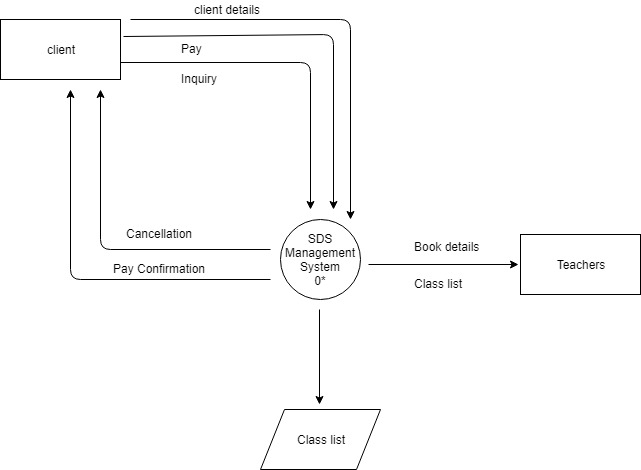 client details
client
Pay
Inquiry
Cancellation
Pay Confirmation
SDS
Management
System
0*
Book details
Class list
Teachers
Class list